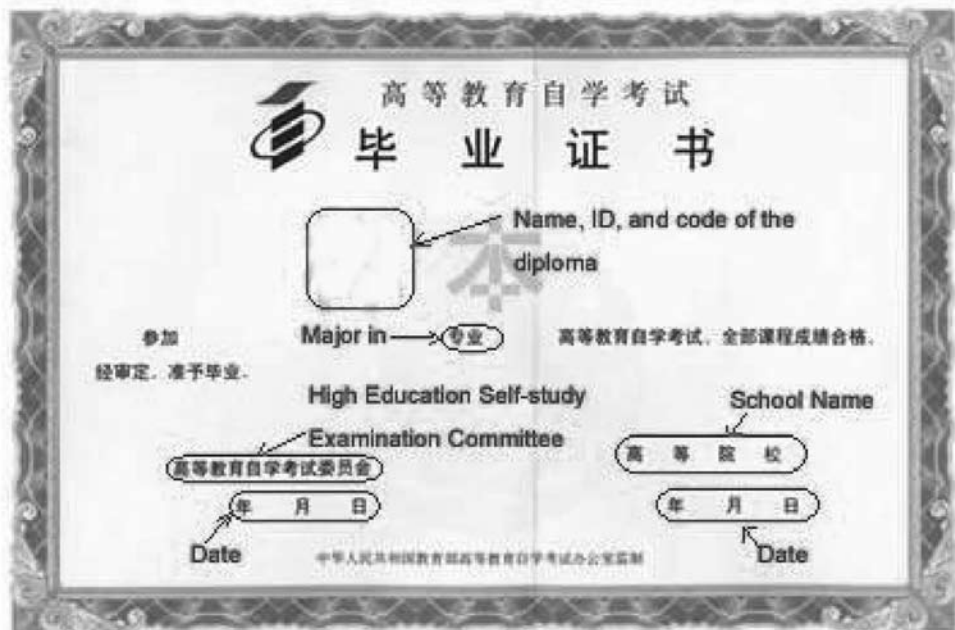 高等教育自学考试
毕业证书
Name, ID, and code of the
diploma
本
参加
Major in
专业
高等教育自学考试，全部课程成绩合格，
经审定，准予毕业。
High Education Self-study
Examination Committee
School Name
高等教育自学考试委员会
高等院校
年 月 日
年 月 日
Date
Date
中华人民共和国教育部高等教育自学考试办公室监制